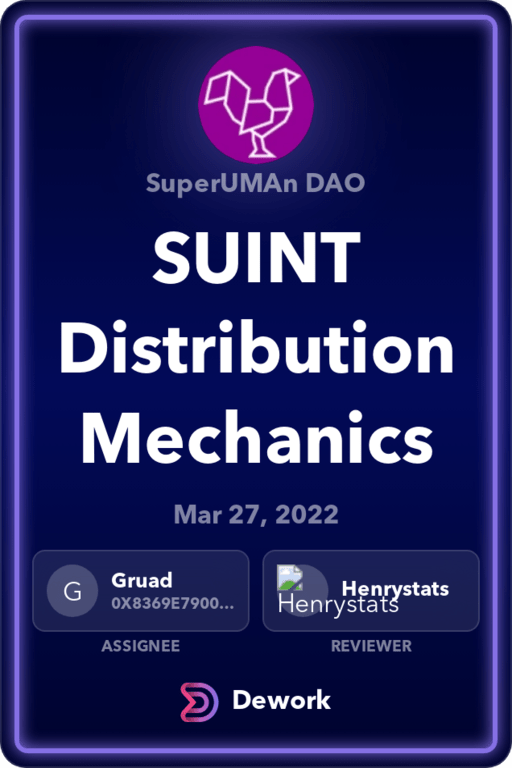 SuperUMAn DAO
SUINT
Distribution
Mechanics
Mar 27, 2022
G
Gruad
0X8369E7900...
Henrystats
Henrystats
ASSIGNEE
REVIEWER
Dework